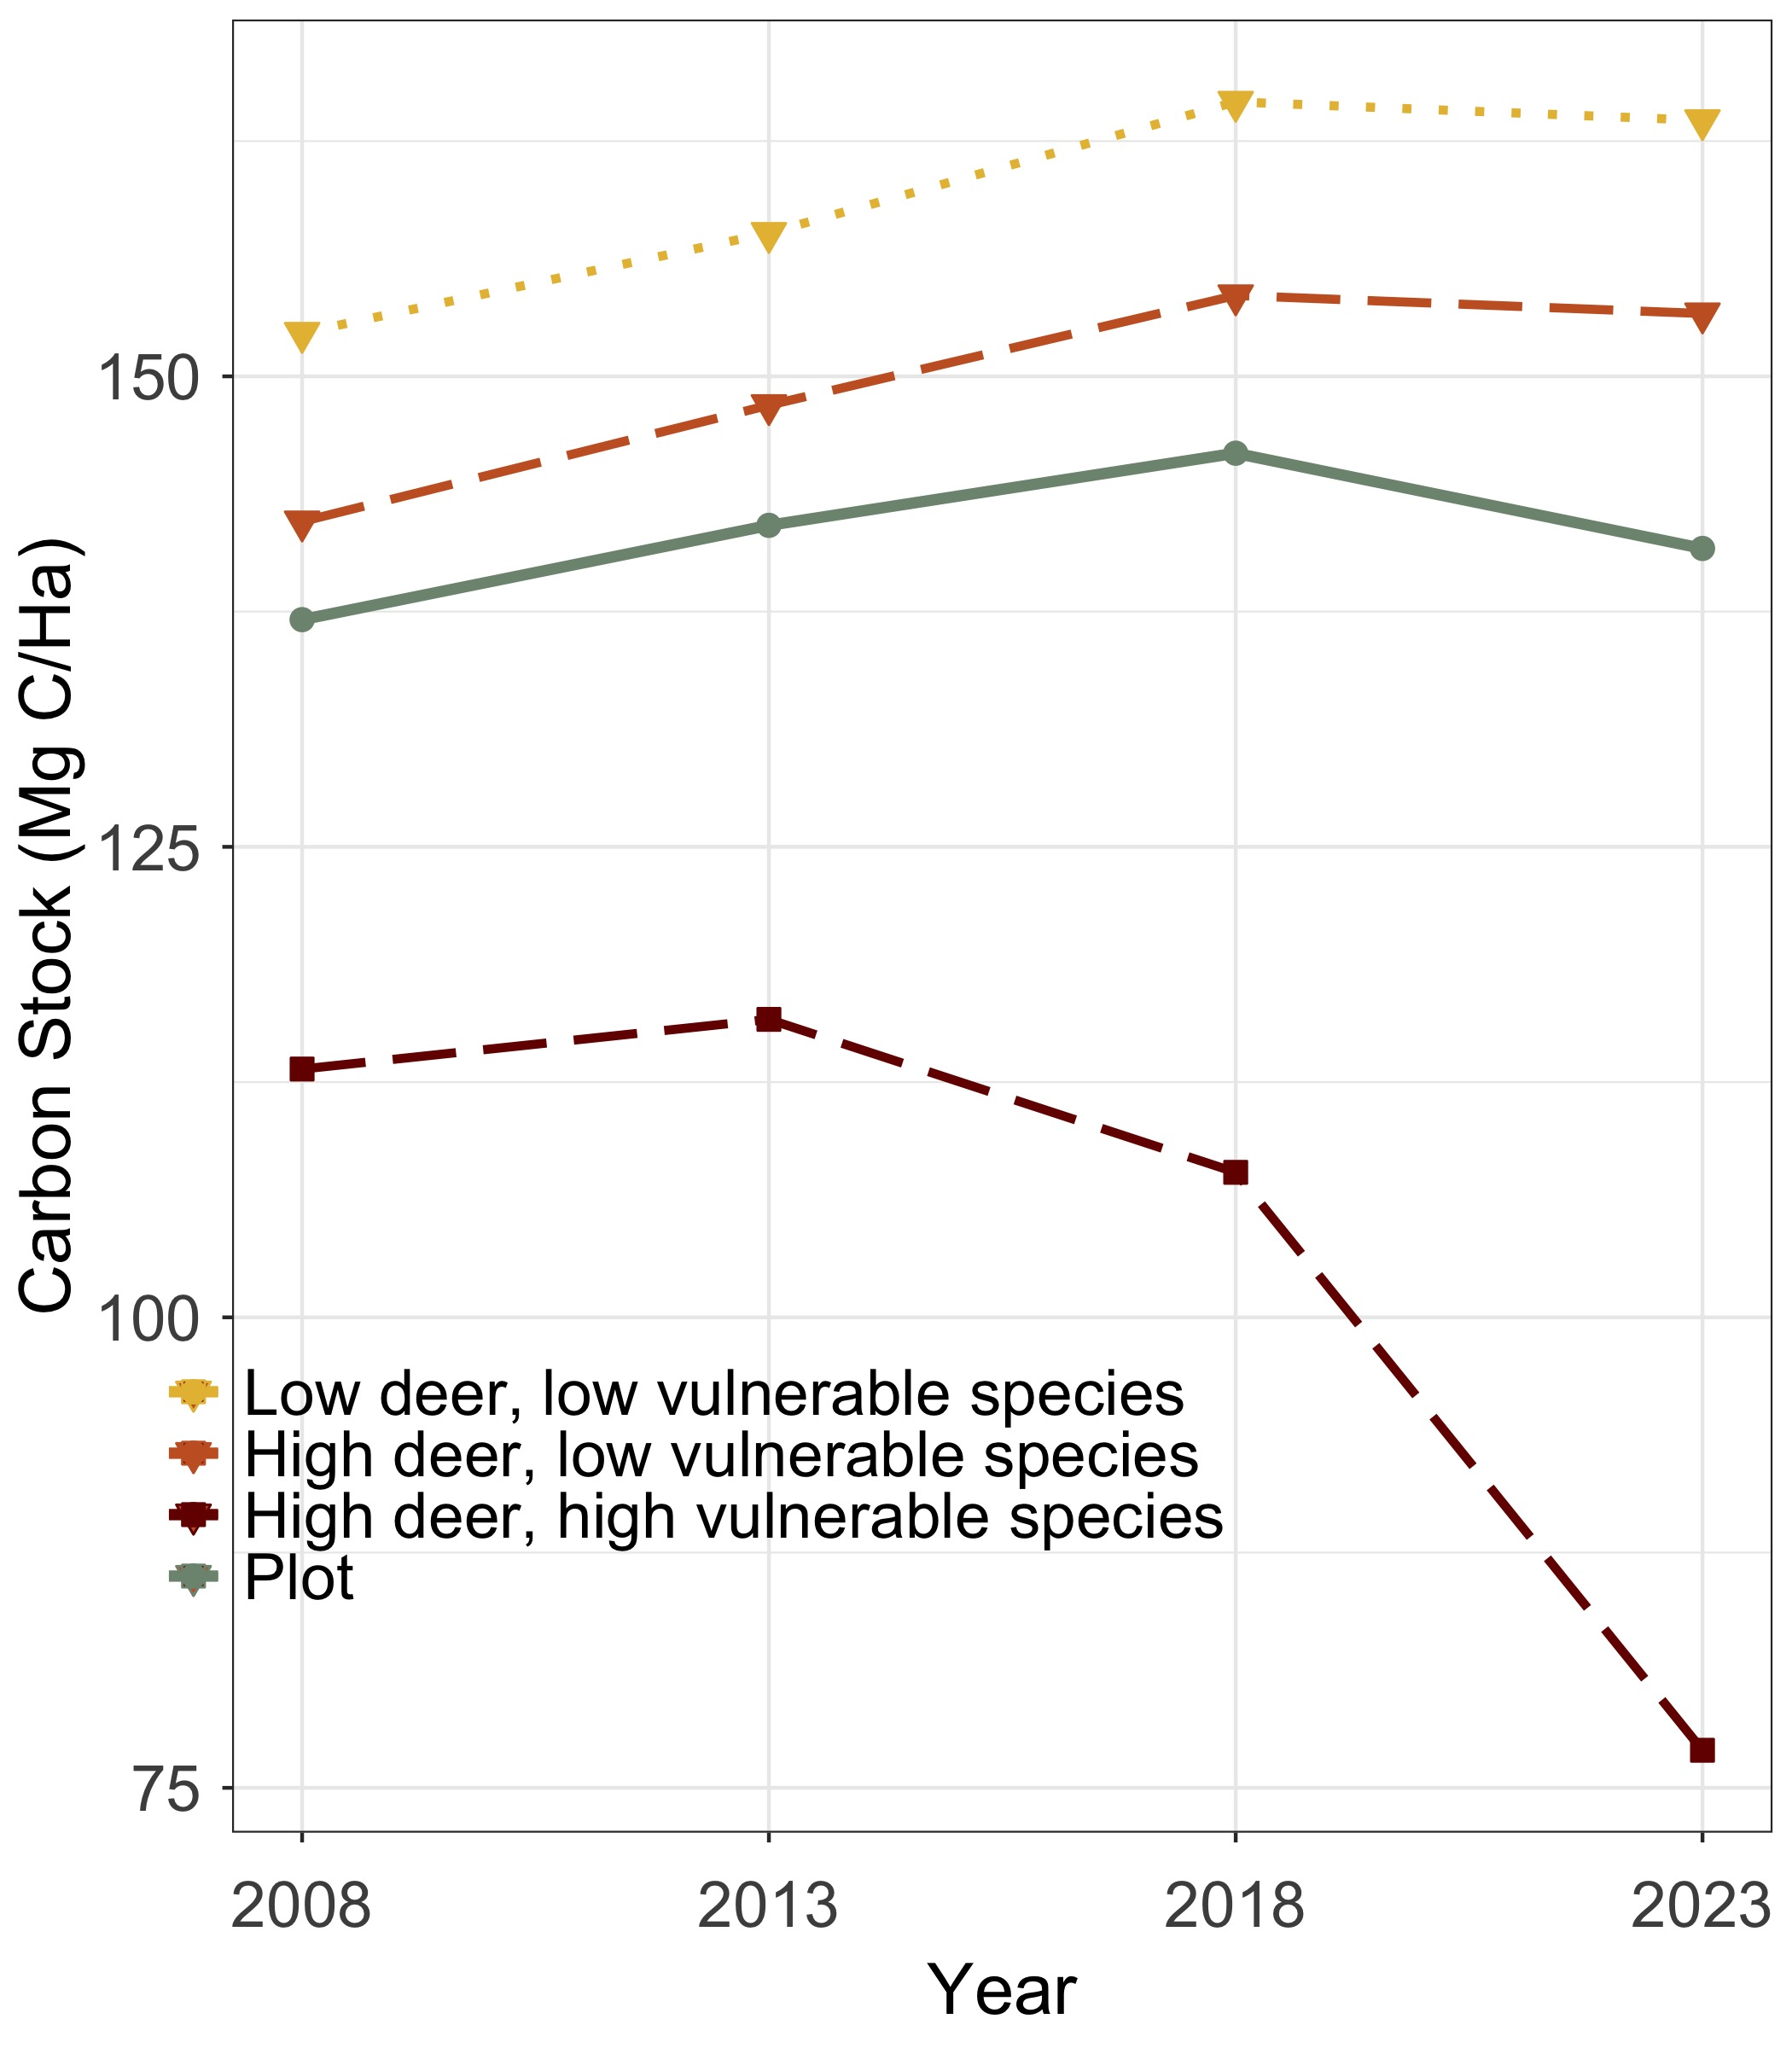 Carbon Stock (Mg C/Ha)
150
125
100
75
Low deer, low vulnerable species
High deer, low vulnerable species
High deer, high vulnerable species
Plot
2008
2013
2018
2023
Year